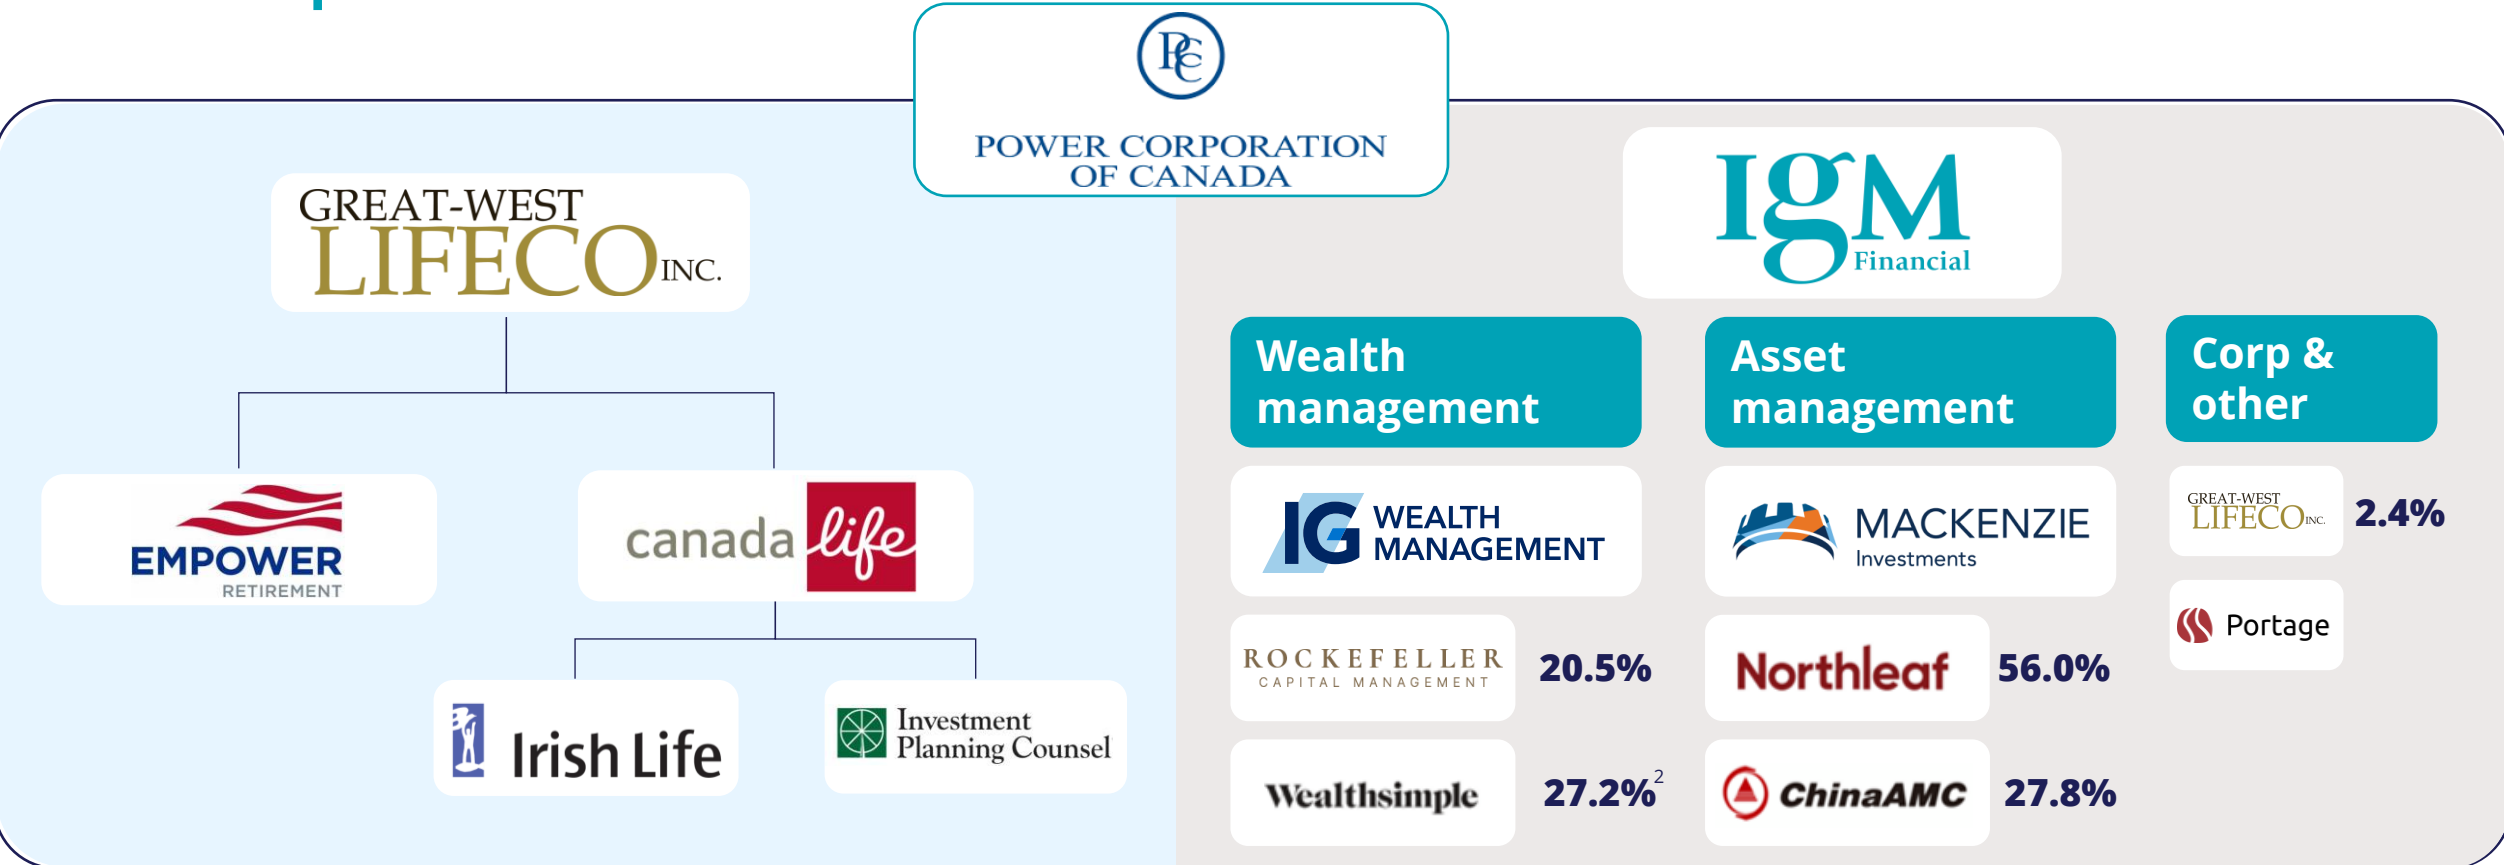 PCC
POWER CORPORATION
OF CANADA
GREAT-WEST
LIFECO INC.
EMPOWER
RETIREMENT
canada life
Irish Life
Investment
Planning Counsel
IGM
Financial
Wealth
management
IG WEALTH
MANAGEMENT
ROCKEFELLER
CAPITAL MANAGEMENT
20.5%
Wealthsimple
27.2%²
Asset
management
MACKENZIE
Investments
Northleaf
56.0%
ChinaAMC
27.8%
Corp &
other
GREAT-WEST
LIFECO INC.
2.4%
Portage